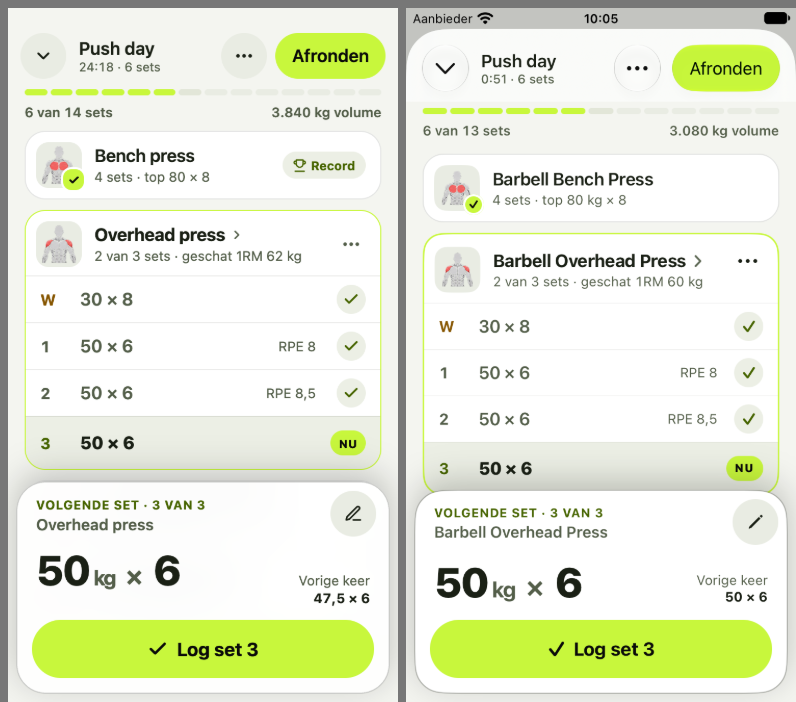 Push day
24:18 · 6 sets
Afronden
6 van 14 sets
3.840 kg volume
Bench press
4 sets · top 80 × 8
Record
Overhead press
2 van 3 sets · geschat 1RM 62 kg
W 30 × 8
1 50 × 6 RPE 8
2 50 × 6 RPE 8,5
3 50 × 6 NU
VOLGENDE SET · 3 VAN 3
Overhead press
50 kg × 6
Vorige keer
47,5 × 6
Log set 3
Aanbieder
10:05
Push day
0:51 · 6 sets
Afronden
6 van 13 sets
3.080 kg volume
Barbell Bench Press
4 sets · top 80 kg × 8
Barbell Overhead Press
2 van 3 sets · geschat 1RM 60 kg
W 30 × 8
1 50 × 6 RPE 8
2 50 × 6 RPE 8,5
3 50 × 6 NU
VOLGENDE SET · 3 VAN 3
Barbell Overhead Press
50 kg × 6
Vorige keer
50 × 6
Log set 3